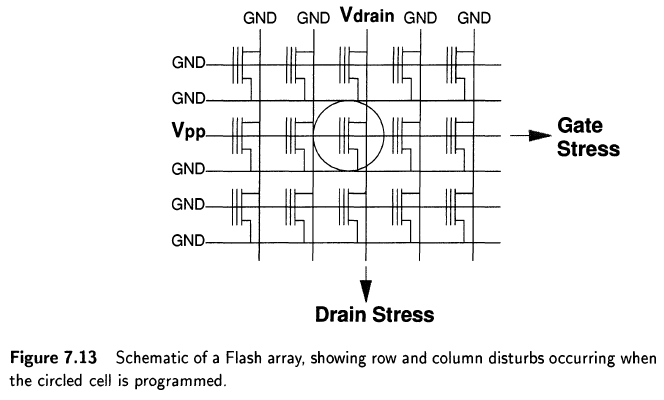 GND GND Vdrain GND GND
GND
GND
Vpp
GND
GND
GND
Gate
Stress
Drain Stress
Figure 7.13 Schematic of a Flash array, showing row and column disturbs occurring when
the circled cell is programmed.